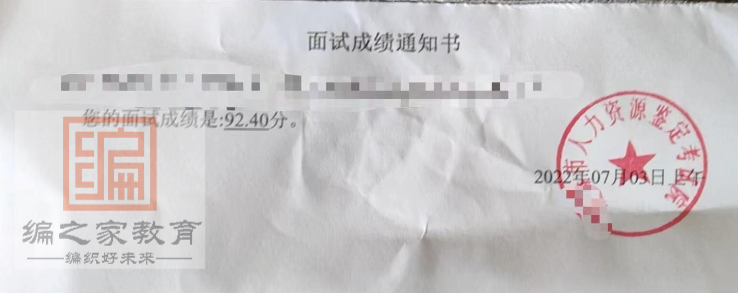 面试成绩通知书
您的面试成绩是:92.40分。
市人力资源鉴定考
2022年07月03日上午
编
编之家教育
编织好未来